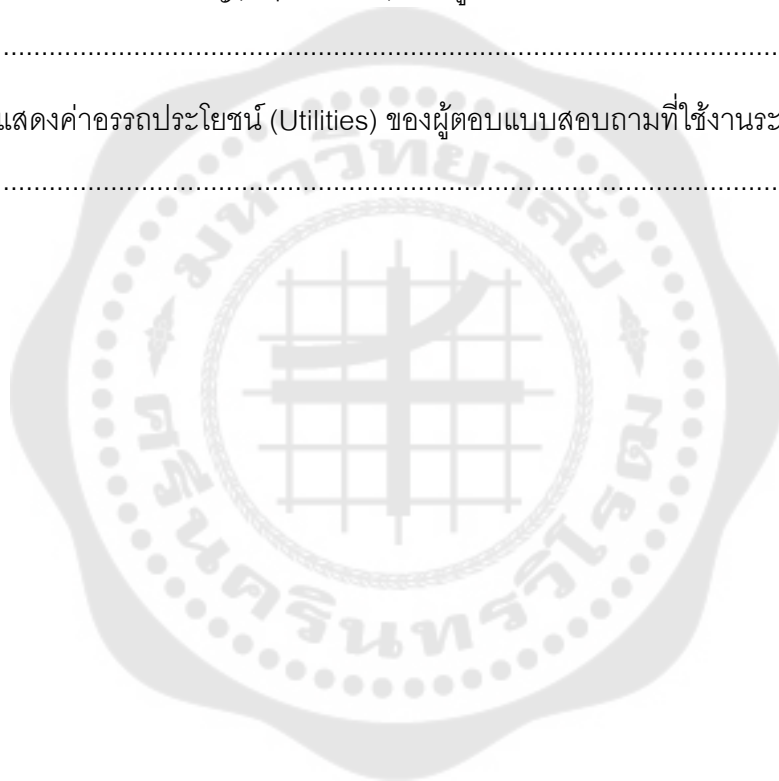 ........................................................................................................
แสดงค่าอรรถประโยชน์ (Utilities) ของผู้ตอบแบบสอบถามที่ใช้งานระ
........................................................................................................
มหาวิทยาลัย
ศรีนครินทรวิโรฒ